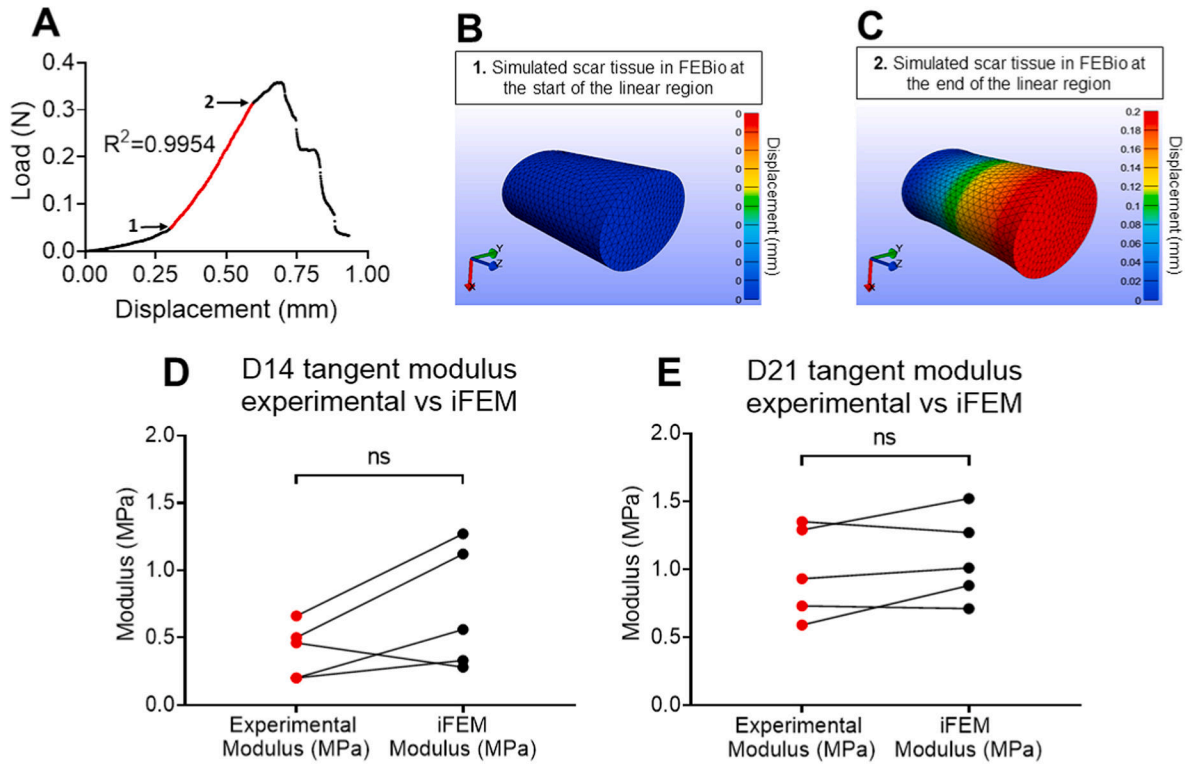 A
0.4
0.3
0.2
0.1
0.0
Load (N)
2
R²=0.9954
1
0.00
0.25
0.50
0.75
1.00
Displacement (mm)
B
1. Simulated scar tissue in FEBio at
the start of the linear region
0
0
0
0
0
0
0
0
0
0
0
Displacement (mm)
Y
Z
X
C
2. Simulated scar tissue in FEBio at
the end of the linear region
0.2
0.18
0.16
0.14
0.12
0.11
0.08
0.06
0.04
0.02
0
Displacement (mm)
Y
Z
X
D
D14 tangent modulus
experimental vs iFEM
ns
2.0
1.5
1.0
0.5
0.0
Modulus (MPa)
Experimental
Modulus (MPa)
iFEM
Modulus (MPa)
E
D21 tangent modulus
experimental vs iFEM
ns
2.0
1.5
1.0
0.5
0.0
Modulus (MPa)
Experimental
Modulus (MPa)
iFEM
Modulus (MPa)